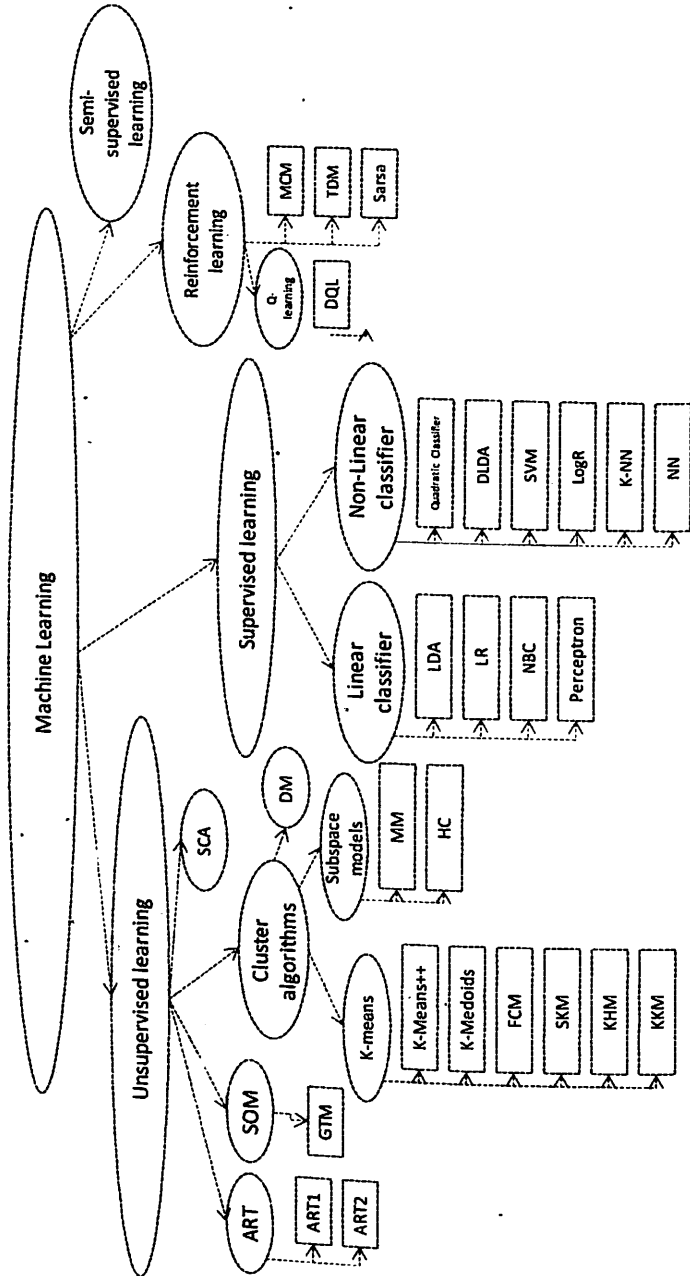 Machine Learning
Unsupervised learning
Supervised learning
Reinforcement
learning
Semi-
supervised
learning
ART
SOM
Cluster
algorithms
SCA
ART1
ART2
GTM
K-means
Subspace
models
DM
K-Means++
K-Medoids
FCM
SKM
KHM
KKM
MM
HC
Linear
classifier
Non-Linear
classifier
LDA
LR
NBC
Perceptron
Quadratic Classifier
DLDA
SVM
LogR
K-NN
NN
Q-
learning
DQL
MCM
TDM
Sarsa